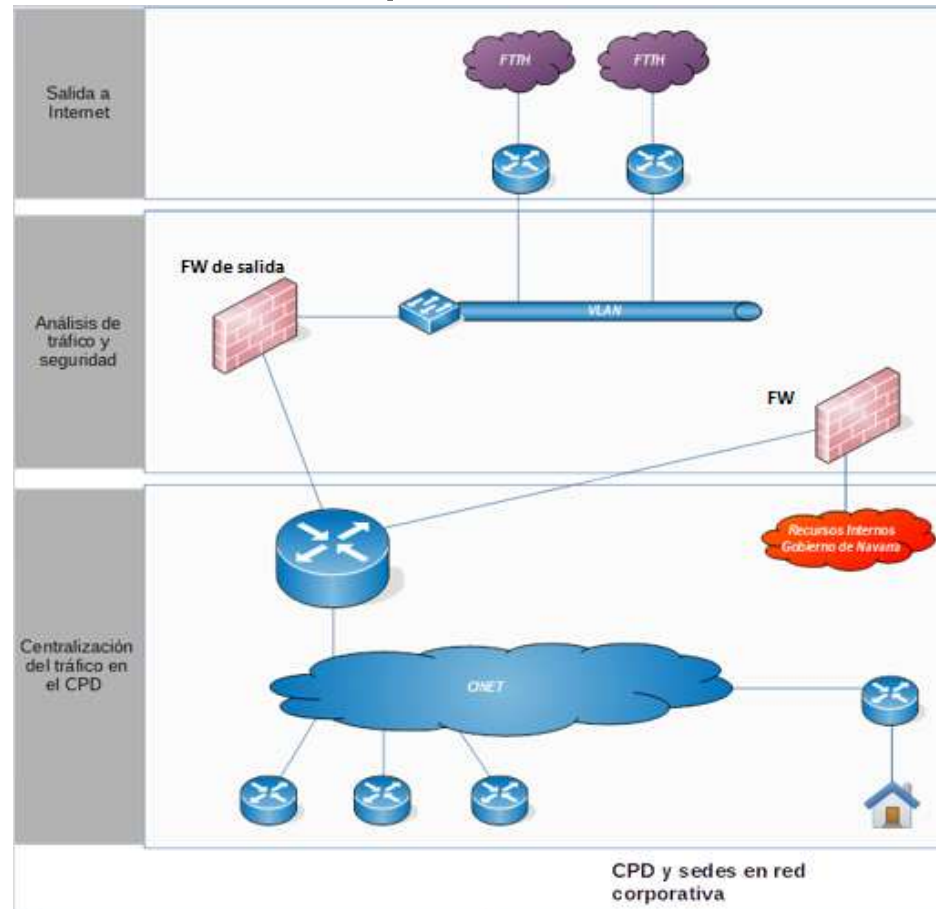 Salida a
Internet
FTTH
FTTH
FW de salida
Análisis de
tráfico y
seguridad
VLAN
FW
Recursos Internos
Gobierno de Navarra
Centralización
del tráfico en
el CPD
CINET
CPD y sedes en red
corporativa